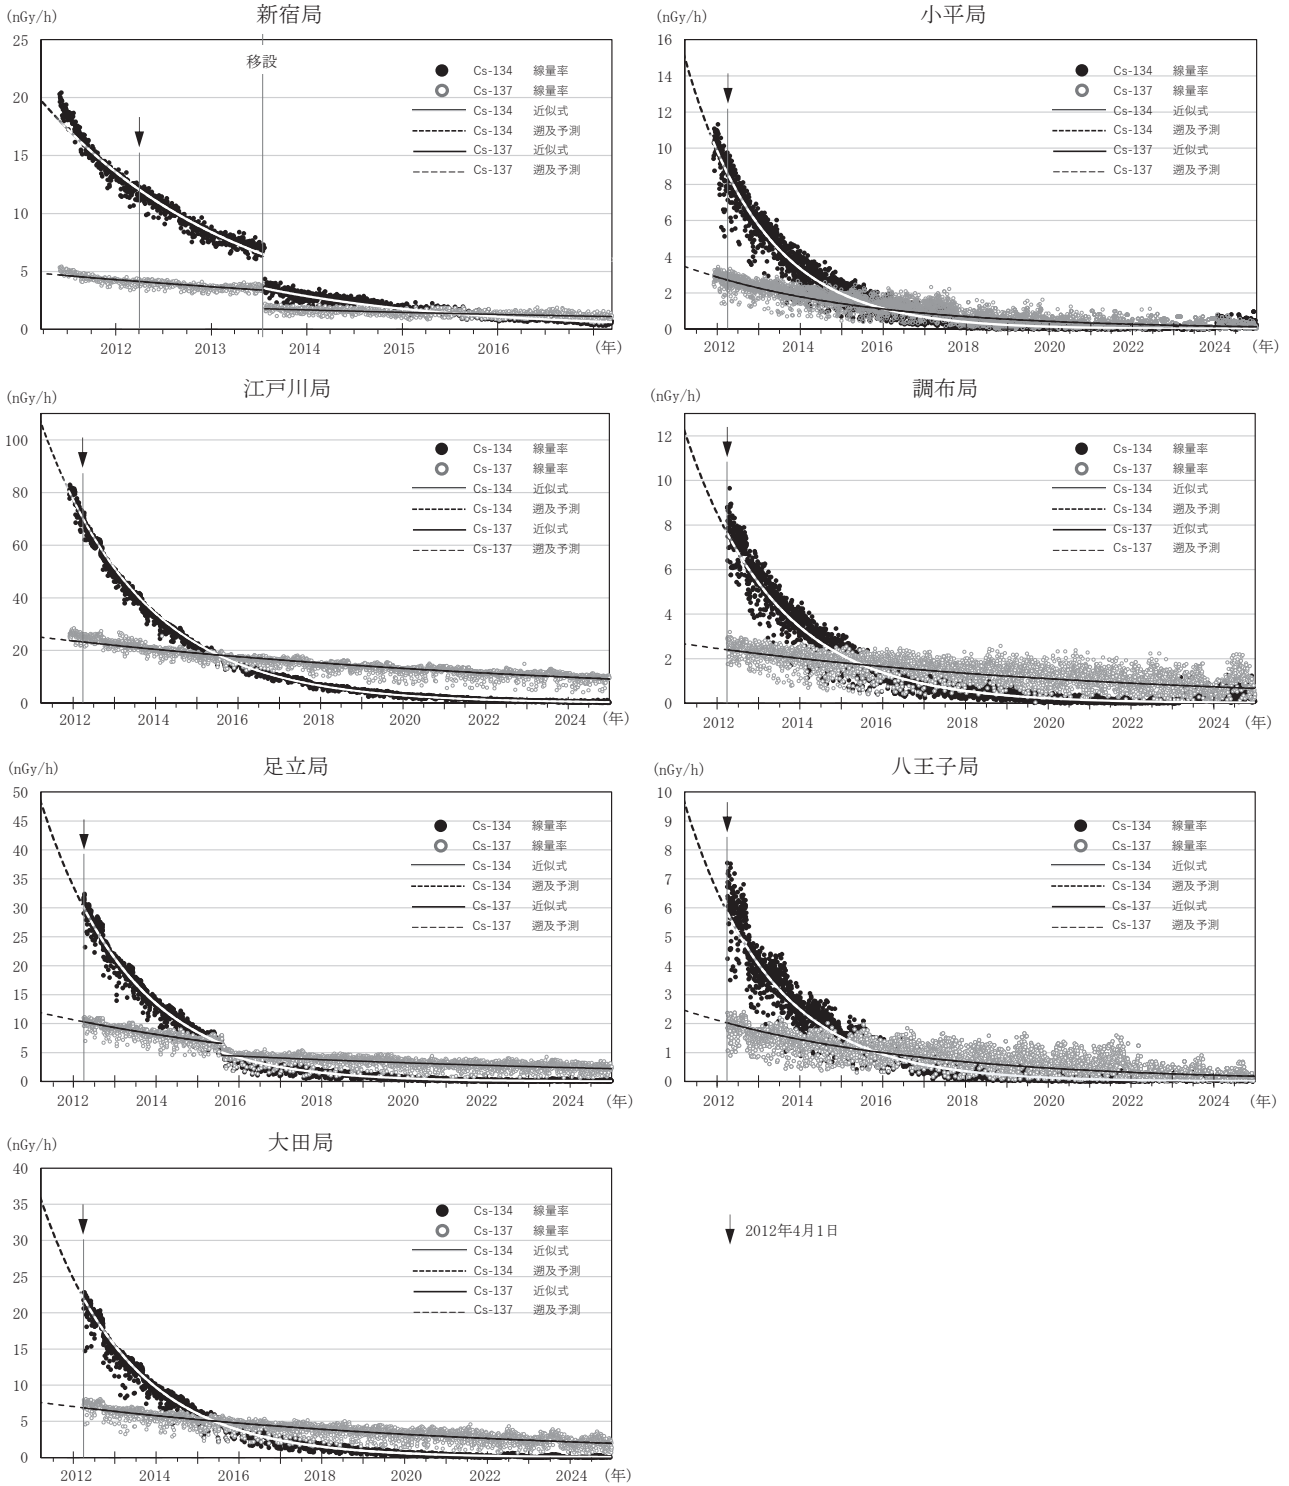 (nGy/h)
新宿局
25
20
15
10
5
0
移設
Cs-134 線量率
Cs-137 線量率
Cs-134 近似式
Cs-134 遡及予測
Cs-137 近似式
Cs-137 遡及予測
2012 2013 2014 2015 2016 (年)
(nGy/h)
小平局
16
14
12
10
8
6
4
2
0
Cs-134 線量率
Cs-137 線量率
Cs-134 近似式
Cs-134 遡及予測
Cs-137 近似式
Cs-137 遡及予測
2012 2014 2016 2018 2020 2022 2024 (年)
(nGy/h)
江戸川局
100
80
60
40
20
0
Cs-134 線量率
Cs-137 線量率
Cs-134 近似式
Cs-134 遡及予測
Cs-137 近似式
Cs-137 遡及予測
2012 2014 2016 2018 2020 2022 2024 (年)
(nGy/h)
調布局
12
10
8
6
4
2
0
Cs-134 線量率
Cs-137 線量率
Cs-134 近似式
Cs-134 遡及予測
Cs-137 近似式
Cs-137 遡及予測
2012 2014 2016 2018 2020 2022 2024 (年)
(nGy/h)
足立局
50
45
40
35
30
25
20
15
10
5
0
Cs-134 線量率
Cs-137 線量率
Cs-134 近似式
Cs-134 遡及予測
Cs-137 近似式
Cs-137 遡及予測
2012 2014 2016 2018 2020 2022 2024 (年)
(nGy/h)
八王子局
10
9
8
7
6
5
4
3
2
1
0
Cs-134 線量率
Cs-137 線量率
Cs-134 近似式
Cs-134 遡及予測
Cs-137 近似式
Cs-137 遡及予測
2012 2014 2016 2018 2020 2022 2024 (年)
(nGy/h)
大田局
40
35
30
25
20
15
10
5
0
Cs-134 線量率
Cs-137 線量率
Cs-134 近似式
Cs-134 遡及予測
Cs-137 近似式
Cs-137 遡及予測
2012 2014 2016 2018 2020 2022 2024 (年)
2012年4月1日